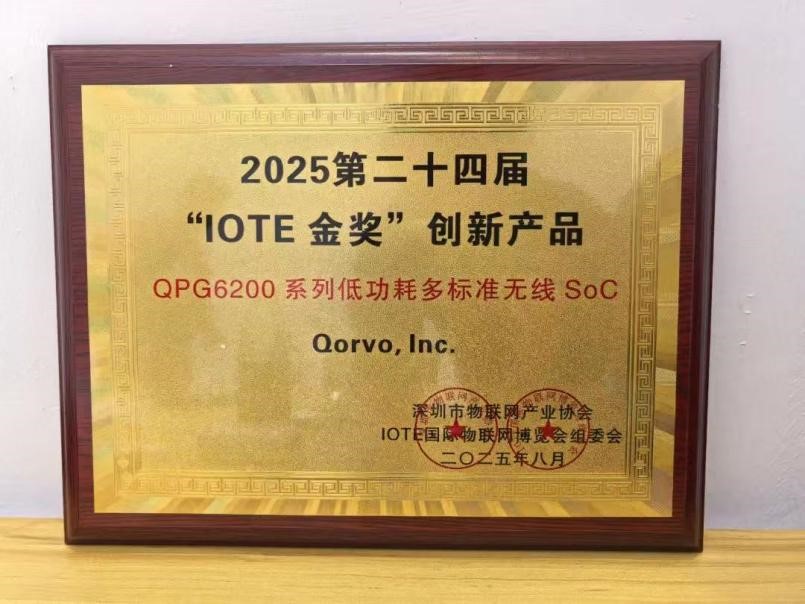 2025第二十四届
“IOTE 金奖”创新产品
QPG6200 系列低功耗多标准无线 SoC
Qorvo, Inc.
深圳市物联网产业协会
IOTE国际物联网博览会组委会
二〇二五年八月